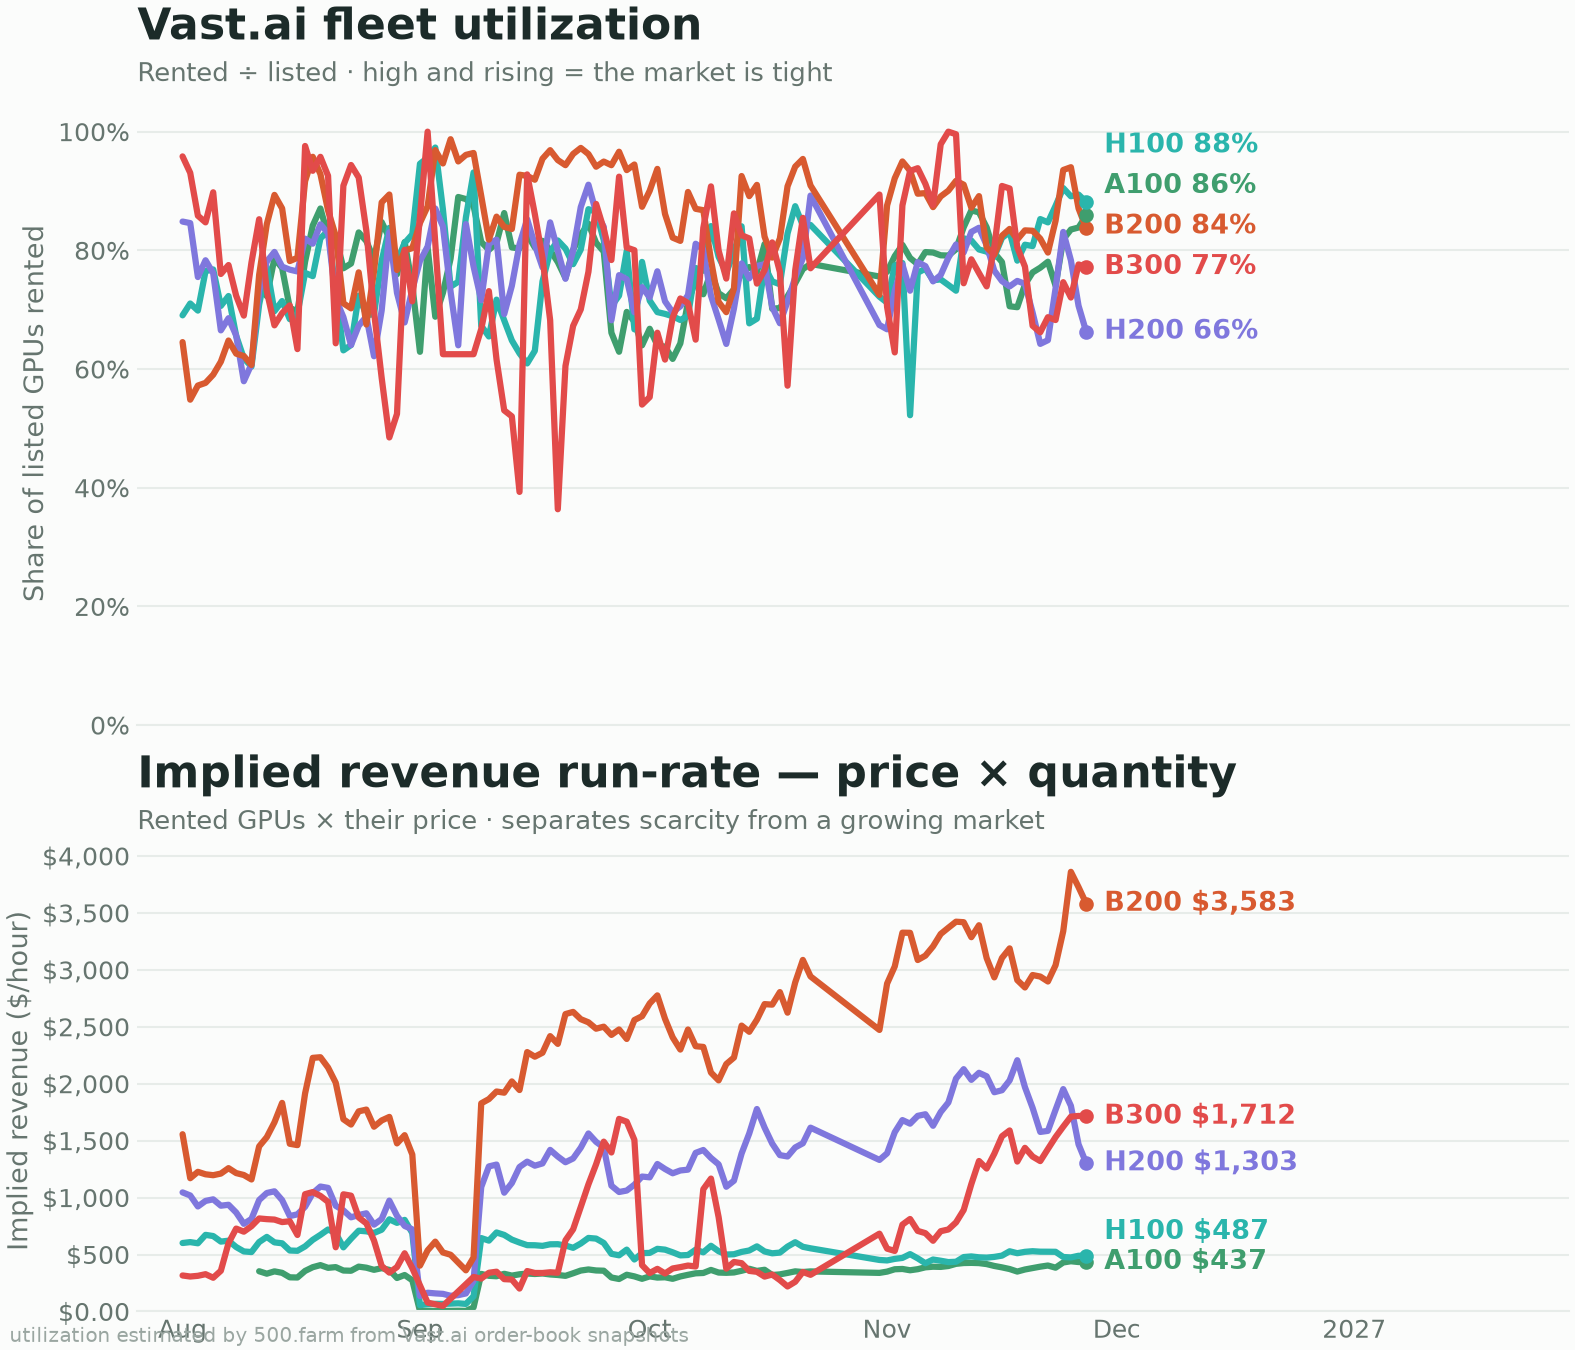 Vast.ai fleet utilization
Rented ÷ listed · high and rising = the market is tight
Share of listed GPUs rented
100%
80%
60%
40%
20%
0%
H100 88%
A100 86%
B200 84%
B300 77%
H200 66%
Implied revenue run-rate — price × quantity
Rented GPUs × their price · separates scarcity from a growing market
Implied revenue ($/hour)
$4,000
$3,500
$3,000
$2,500
$2,000
$1,500
$1,000
$500
$0.00
B200 $3,583
B300 $1,712
H200 $1,303
H100 $487
A100 $437
Aug Sep Oct Nov Dec 2027
utilization estimated by 500.farm from Vast.ai order-book snapshots